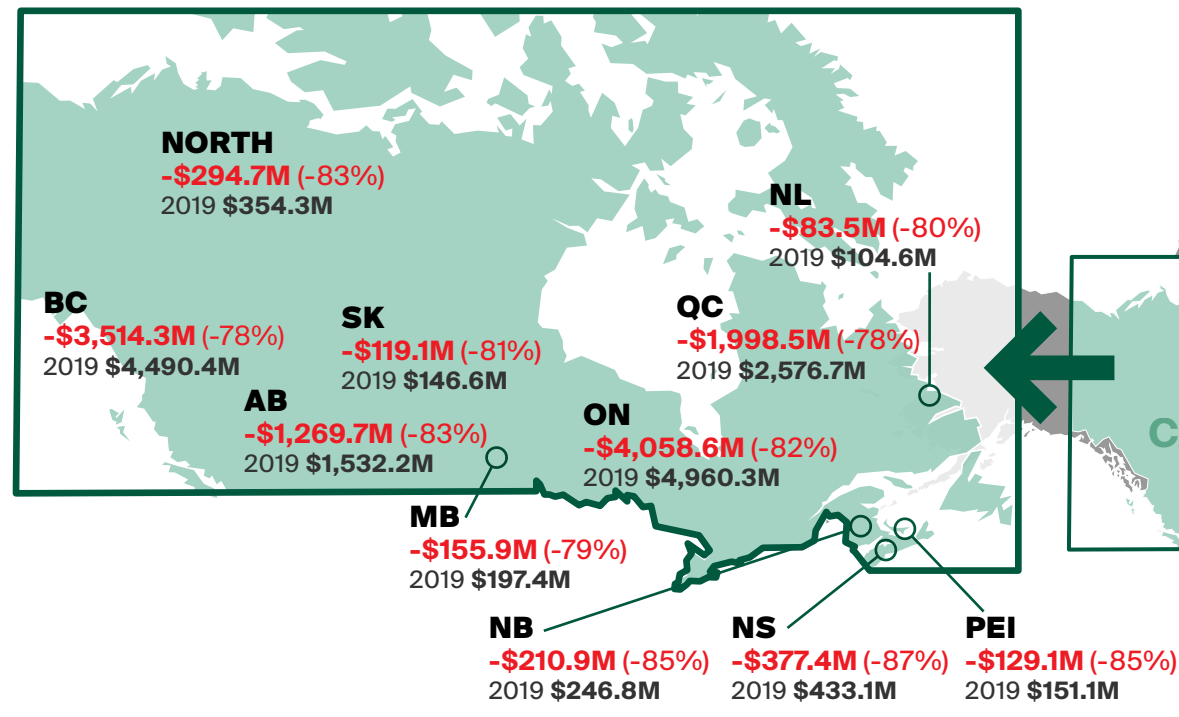 NORTH
-$294.7M (-83%)
2019 $354.3M
NL
-$83.5M (-80%)
2019 $104.6M
BC
-$3,514.3M (-78%)
2019 $4,490.4M
SK
-$119.1M (-81%)
2019 $146.6M
QC
-$1,998.5M (-78%)
2019 $2,576.7M
AB
-$1,269.7M (-83%)
2019 $1,532.2M
ON
-$4,058.6M (-82%)
2019 $4,960.3M
C
MB
-$155.9M (-79%)
2019 $197.4M
NB
-$210.9M (-85%)
2019 $246.8M
NS
-$377.4M (-87%)
2019 $433.1M
PEI
-$129.1M (-85%)
2019 $151.1M